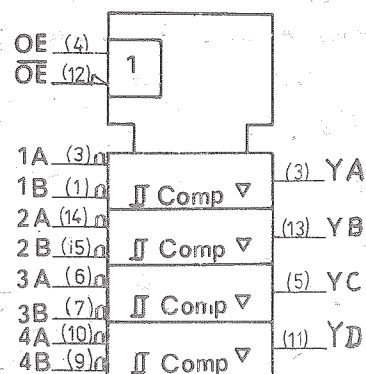 OE (4)
OE (12)
1
1A (3)
1B (1)
Comp
(3) YA
2A (14)
2B (i5)
Comp
(13) YB
3A (6)
3B (7)
Comp
(5) YC
4A (10)
4B (9)
Comp
(11) YD